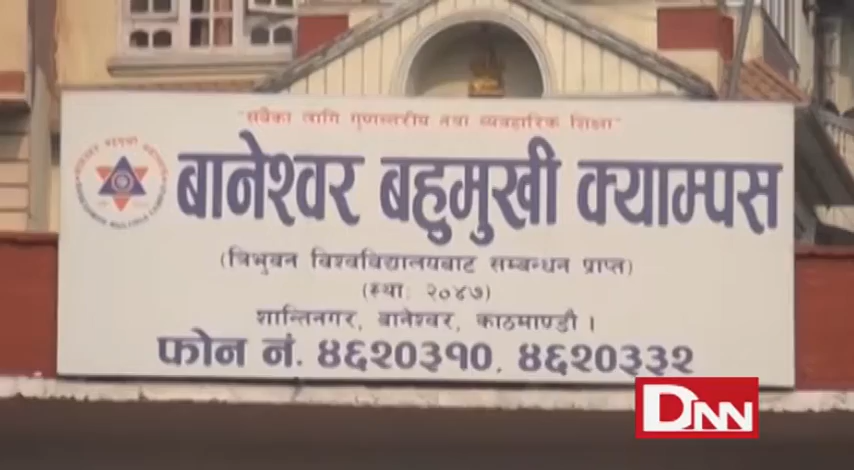 "सबैका लागि गुणस्तरीय तथा व्यवहारिक शिक्षा"
बानेश्वर बहुमुखी क्याम्पस
(त्रिभुवन विश्वविद्यालयबाट सम्बन्धन प्राप्त)
(स्था: २०४७)
शान्तिनगर, बानेश्वर, काठमाण्डौ ।
फोन नं. ४६२०३१०, ४६२०३३२
DNN